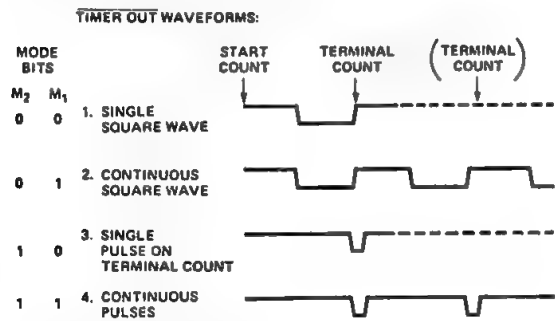 TIMER OUT WAVEFORMS:
MODE BITS
START COUNT
TERMINAL COUNT
(TERMINAL COUNT)
M2 M1
0 0 1. SINGLE SQUARE WAVE
0 1 2. CONTINUOUS SQUARE WAVE
1 0 3. SINGLE PULSE ON TERMINAL COUNT
1 1 4. CONTINUOUS PULSES